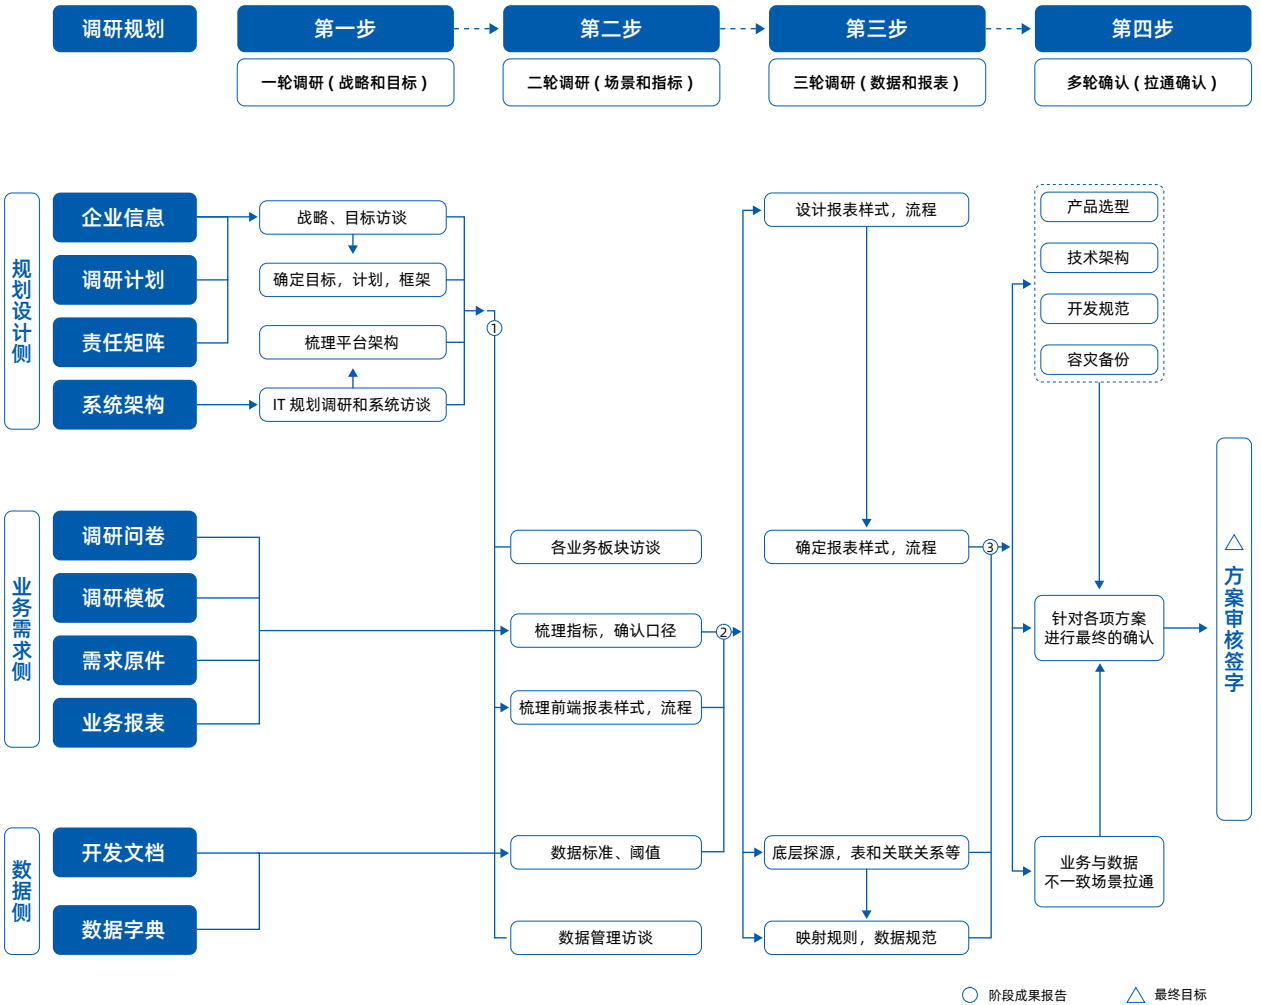 调研规划
第一步
第二步
第三步
第四步
一轮调研 ( 战略和目标 )
二轮调研 ( 场景和指标 )
三轮调研 ( 数据和报表 )
多轮确认 ( 拉通确认 )
规划设计侧
企业信息
调研计划
责任矩阵
系统架构
战略、目标访谈
确定目标，计划，框架
梳理平台架构
IT 规划调研和系统访谈
1
设计报表样式，流程
产品选型
技术架构
开发规范
容灾备份
业务需求侧
调研问卷
调研模板
需求原件
业务报表
各业务板块访谈
梳理指标，确认口径
梳理前端报表样式，流程
2
确定报表样式，流程
3
针对各项方案
进行最终的确认
△ 方案审核签字
数据侧
开发文档
数据字典
数据标准、阈值
数据管理访谈
底层探源，表和关联关系等
映射规则，数据规范
业务与数据
不一致场景拉通
阶段成果报告
最终目标